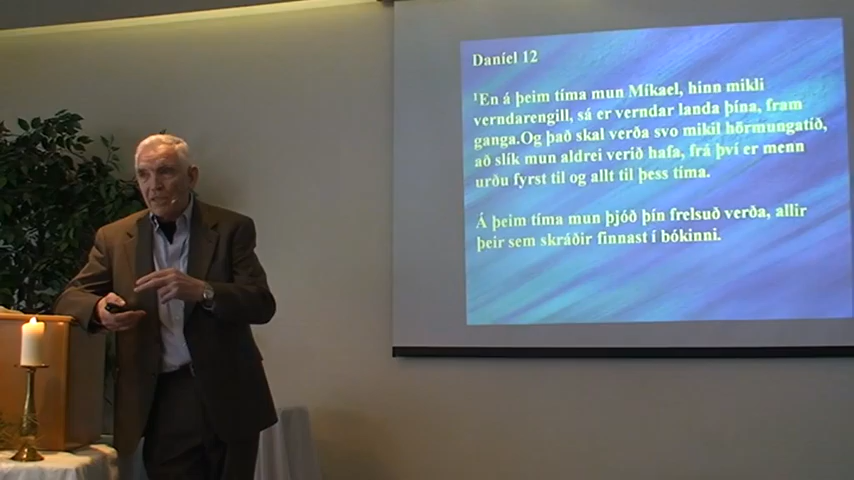 Daníel 12
¹En á þeim tíma mun Míkael, hinn mikli
verndarengill, sá er verndar landa þína, fram
ganga.Og það skal verða svo mikil hörmungatíð,
að slík mun aldrei verið hafa, frá því er menn
urðu fyrst til og allt til þess tíma.
Á þeim tíma mun þjóð þín frelsuð verða, allir
þeir sem skráðir finnast í bókinni.